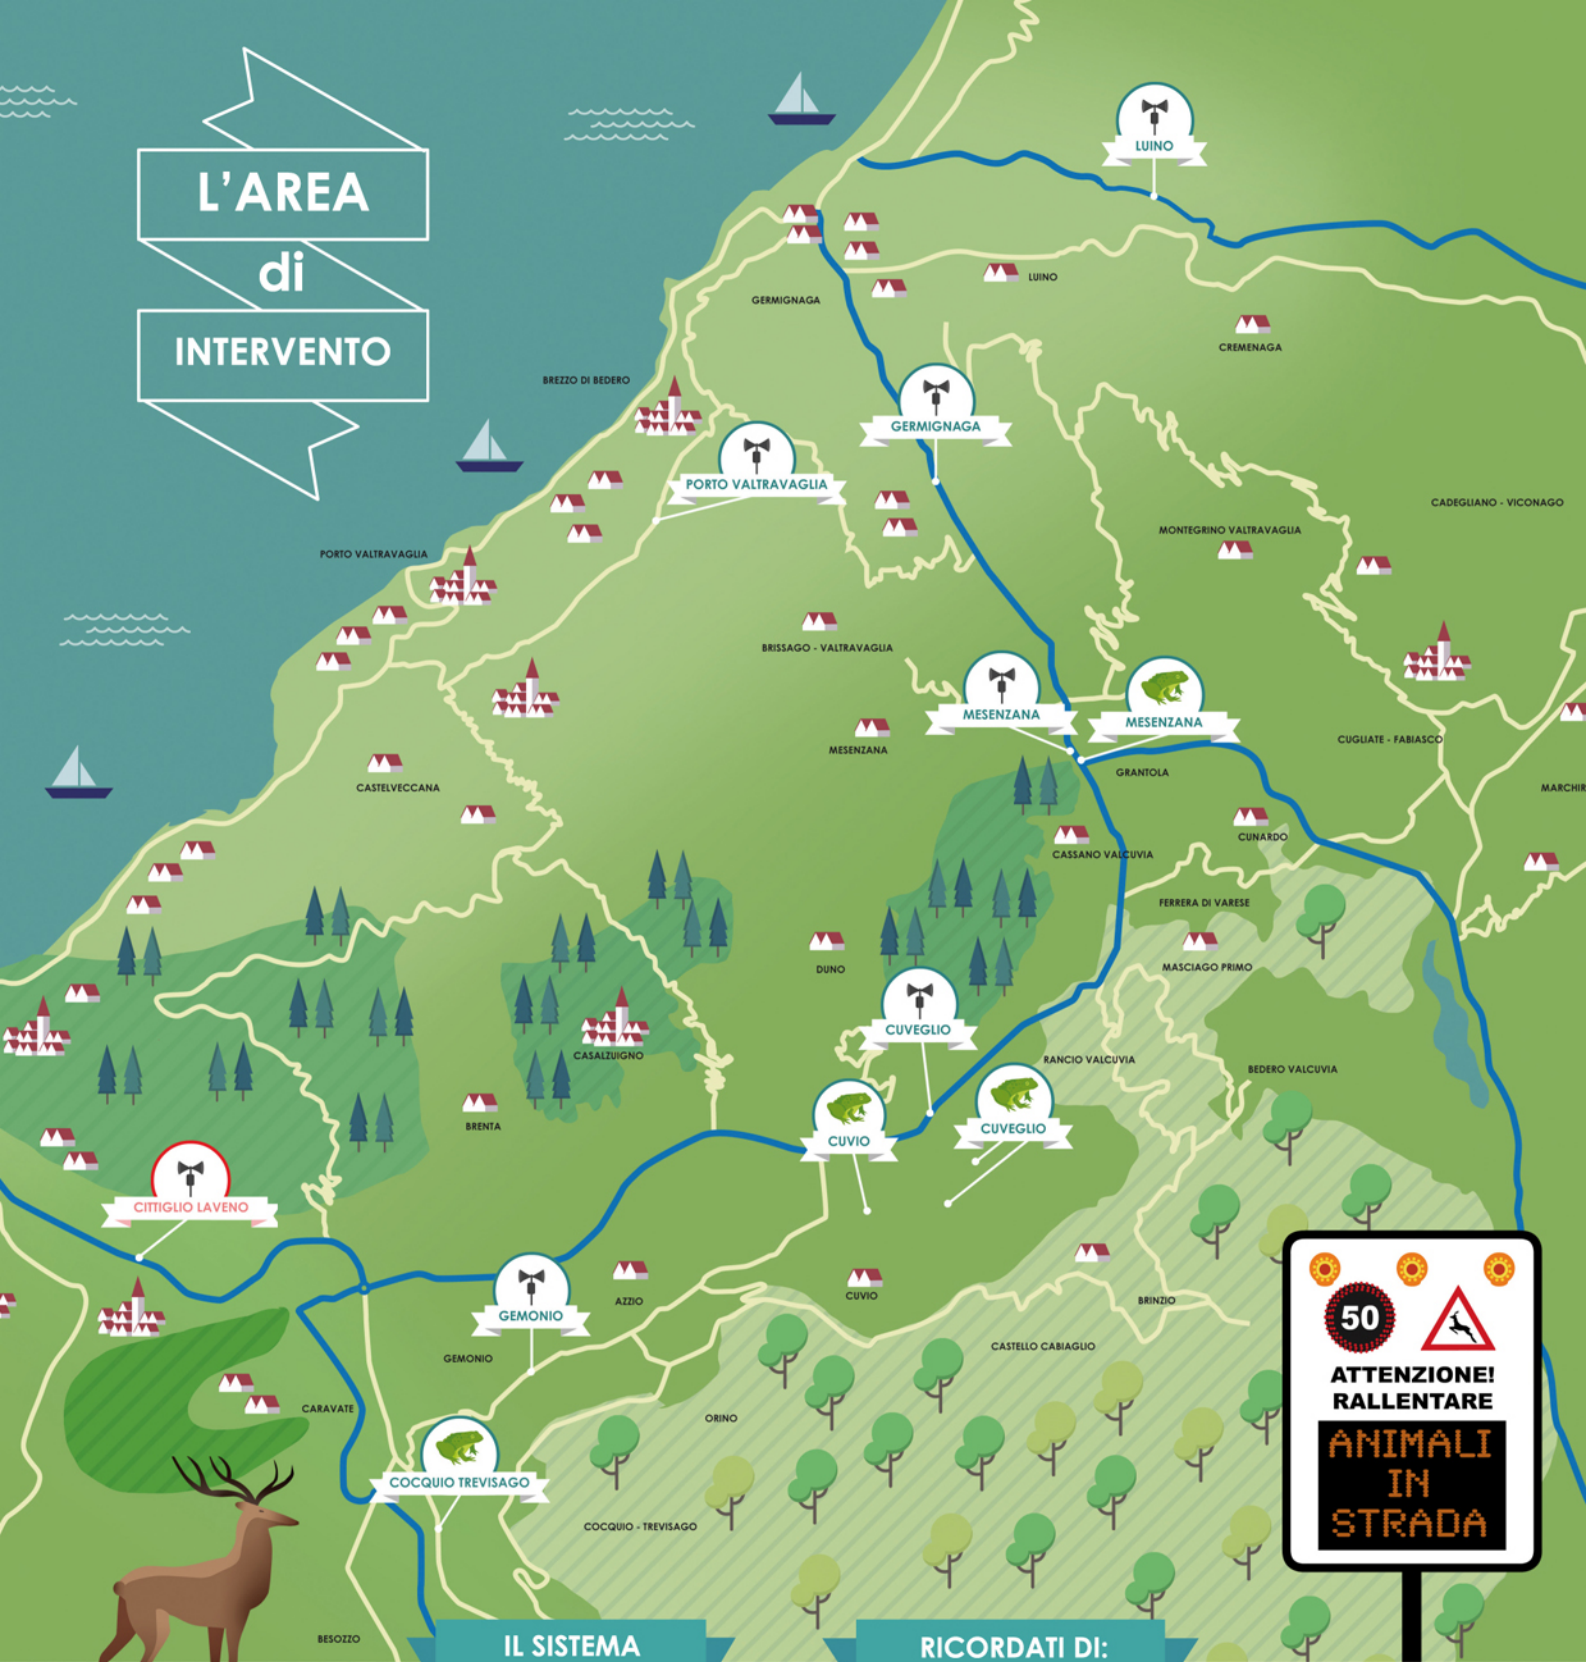 L'AREA
di
INTERVENTO
LUINO
LUINO
GERMIGNAGA
CREMENAGA
BREZZO DI BEDERO
GERMIGNAGA
PORTO VALTRAVAGLIA
CADEGLIANO - VICONAGO
MONTEGRINO VALTRAVAGLIA
PORTO VALTRAVAGLIA
BRISSAGO - VALTRAVAGLIA
MESENZANA
MESENZANA
CUGLIATE - FABIASCO
MESENZANA
GRANTOLA
CASTELVECCANA
MARCHIR
CUNARDO
CASSANO VALCUVIA
FERRERA DI VARESE
DUNO
MASCIAGO PRIMO
CUVEGLIO
CASALZUIGNO
RANCIO VALCUVIA
BEDERO VALCUVIA
BRENTA
CUVIO
CUVEGLIO
CITTIGLIO LAVENO
AZZIO
CUVIO
BRINZIO
GEMONIO
CASTELLO CABIAGLIO
GEMONIO
CARAVATE
ORINO
COCQUIO TREVISAGO
COCQUIO - TREVISAGO
50
ATTENZIONE!
RALLENTARE
ANIMALI
IN
STRADA
BESOZZO
IL SISTEMA
RICORDATI DI: